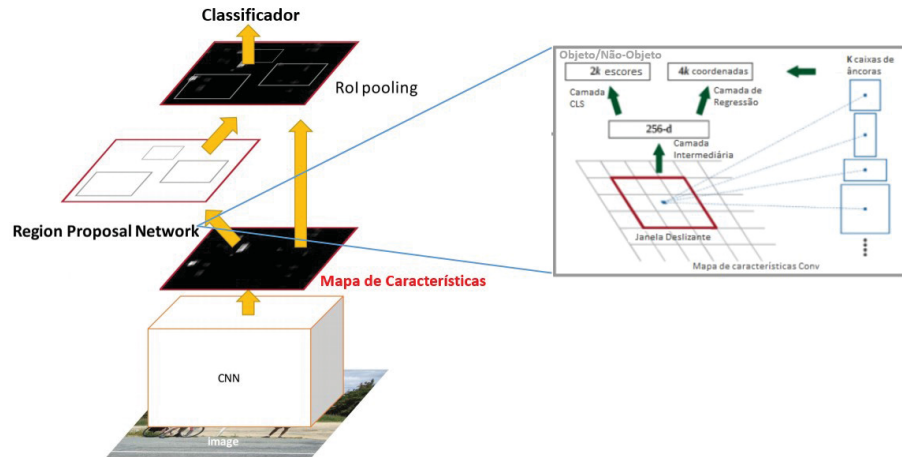 Classificador
RoI pooling
Region Proposal Network
Mapa de Características
CNN
image
Objeto/Não-Objeto
2k escores
4k coordenadas
K caixas de
âncoras
Camada
CLS
Camada de
Regressão
256-d
Camada
Intermediária
Janela Deslizante
Mapa de características Conv